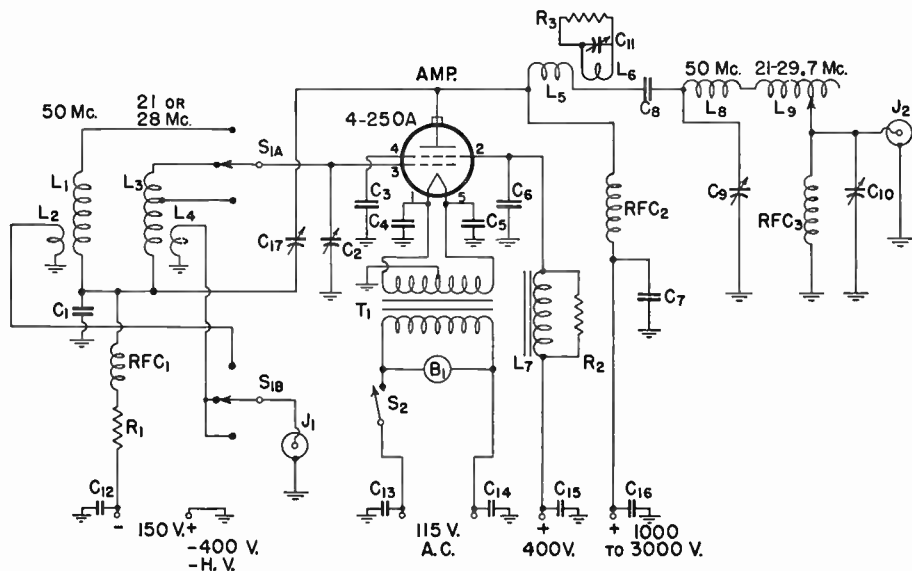 R3
C11
L6
AMP.
50 Mc.
21-29.7 Mc.
L5
C8
L8
L9
J2
50 Mc.
21 OR
28 Mc.
4-250A
S1A
4
2
3
1
5
L1
L3
L2
L4
C3
C4
C6
C5
C17
C2
RFC2
C9
RFC3
C10
C1
T1
C7
RFC1
L7
R2
S1B
B1
S2
R1
J1
C12
C13
C14
C15
C16
-
150 V. +
-400 V.
-H. V.
115 V.
A.C.
+
400V.
+ 1000
TO 3000 V.